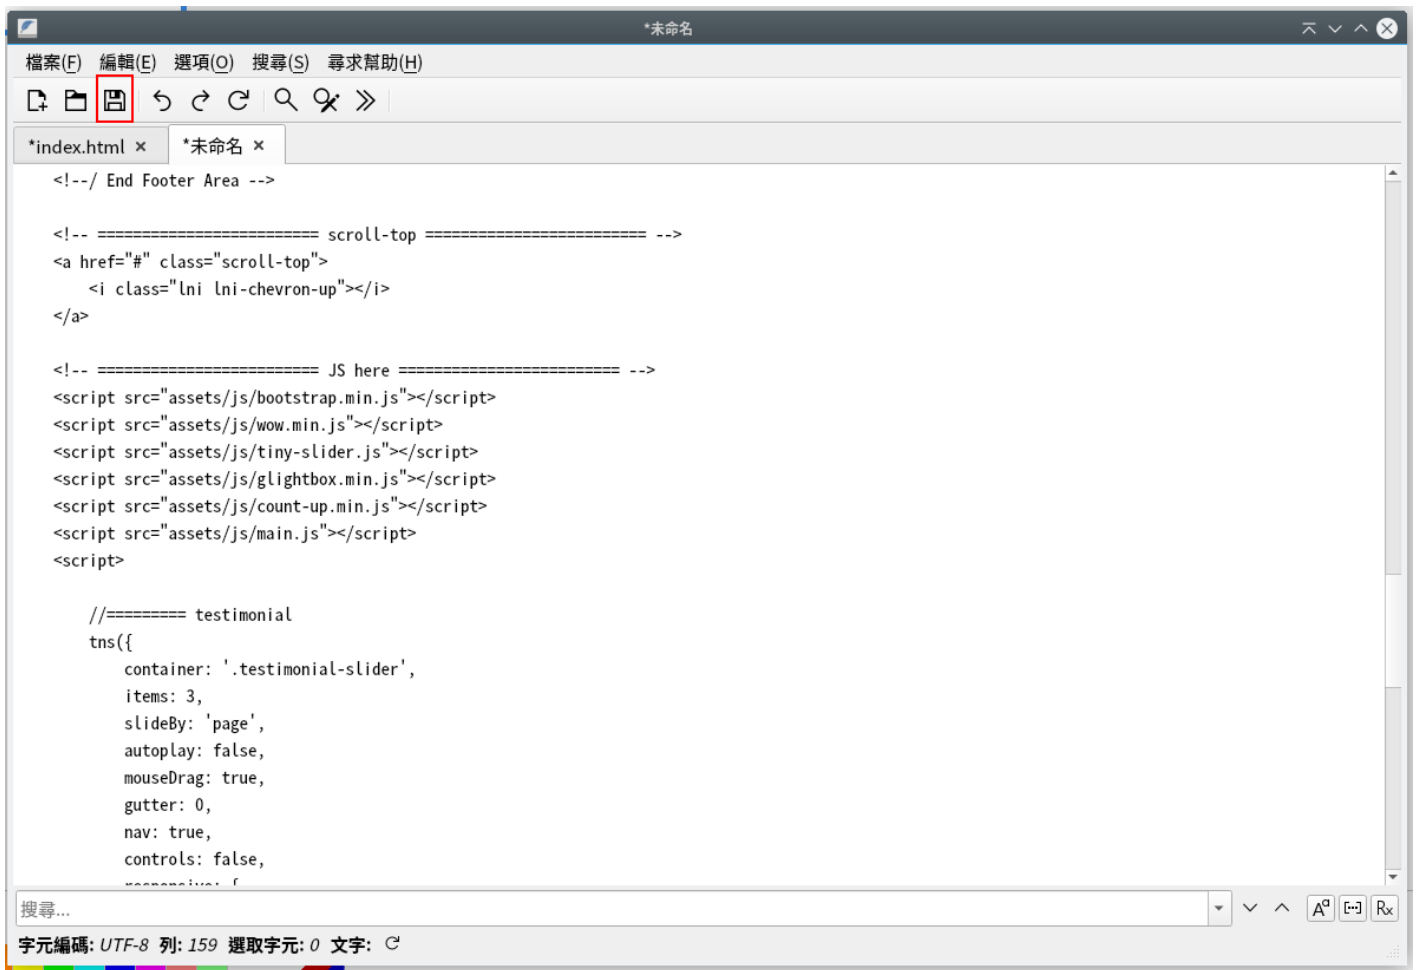 *未命名
檔案(F) 編輯(E) 選項(O) 搜尋(S) 尋求幫助(H)
*index.html × *未命名 ×
<!--/ End Footer Area -->
<!-- ========================= scroll-top ========================= -->
<a href="#" class="scroll-top">
<i class="lni lni-chevron-up"></i>
</a>
<!-- ========================= JS here ========================= -->
<script src="assets/js/bootstrap.min.js"></script>
<script src="assets/js/wow.min.js"></script>
<script src="assets/js/tiny-slider.js"></script>
<script src="assets/js/glightbox.min.js"></script>
<script src="assets/js/count-up.min.js"></script>
<script src="assets/js/main.js"></script>
<script>
//========= testimonial
tns({
container: '.testimonial-slider',
items: 3,
slideBy: 'page',
autoplay: false,
mouseDrag: true,
gutter: 0,
nav: true,
controls: false,
responsive: {
搜尋...
字元編碼: UTF-8 列: 159 選取字元: 0 文字: